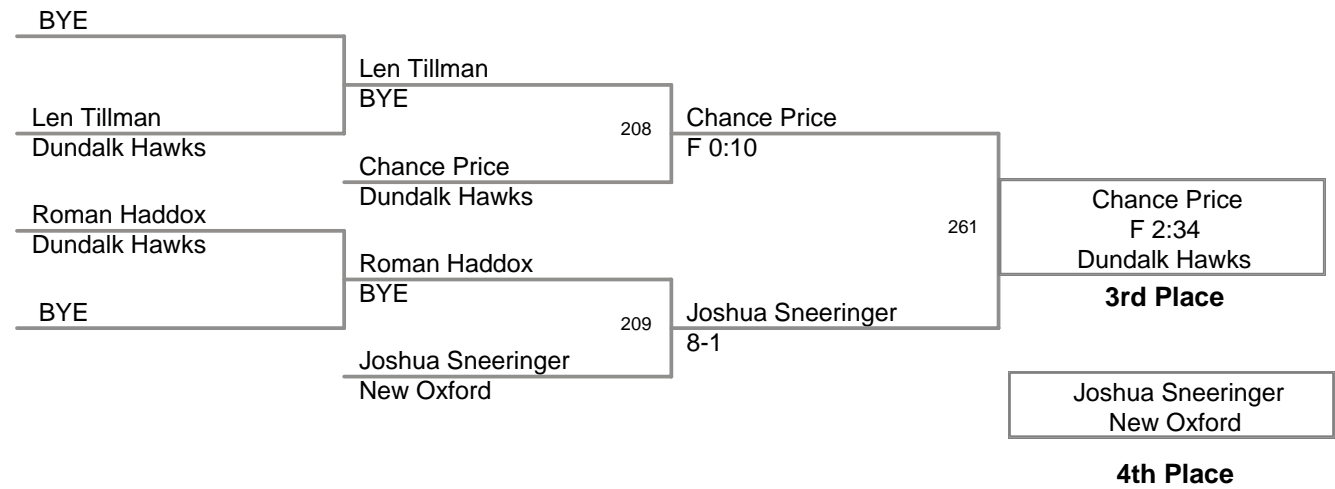 BYE
Len Tillman
BYE
Len Tillman
Dundalk Hawks
208
Chance Price
F 0:10
Chance Price
Dundalk Hawks
Roman Haddox
Dundalk Hawks
261
Chance Price
F 2:34
Dundalk Hawks
3rd Place
Roman Haddox
BYE
BYE
209
Joshua Sneeringer
8-1
Joshua Sneeringer
New Oxford
Joshua Sneeringer
New Oxford
4th Place